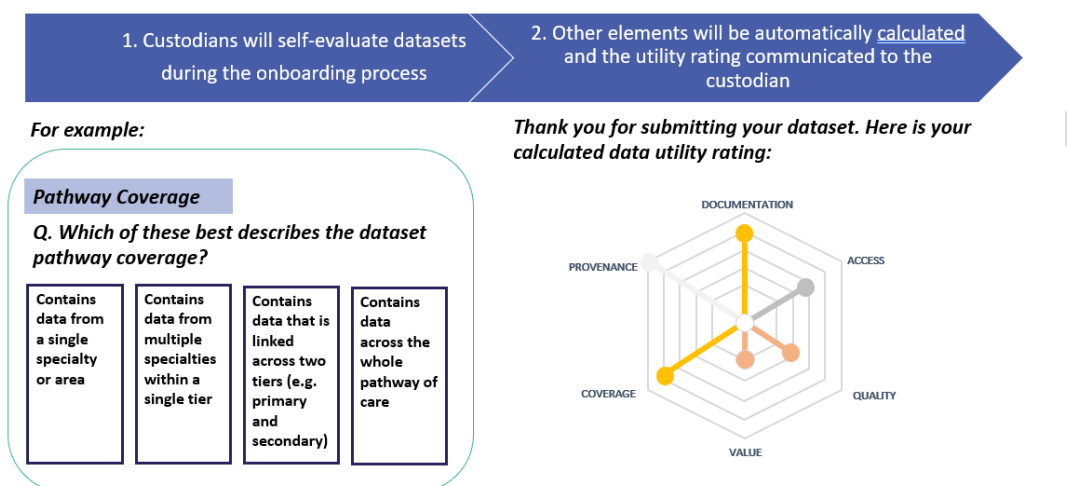 1. Custodians will self-evaluate datasets
during the onboarding process
2. Other elements will be automatically calculated
and the utility rating communicated to the
custodian
For example:
Pathway Coverage
Q. Which of these best describes the dataset
pathway coverage?
Contains
data from
a single
specialty
or area
Contains
data from
multiple
specialties
within a
single tier
Contains
data that is
linked
across two
tiers (e.g.
primary
and
secondary)
Contains
data
across the
whole
pathway of
care
Thank you for submitting your dataset. Here is your
calculated data utility rating:
DOCUMENTATION
ACCESS
QUALITY
VALUE
COVERAGE
PROVENANCE